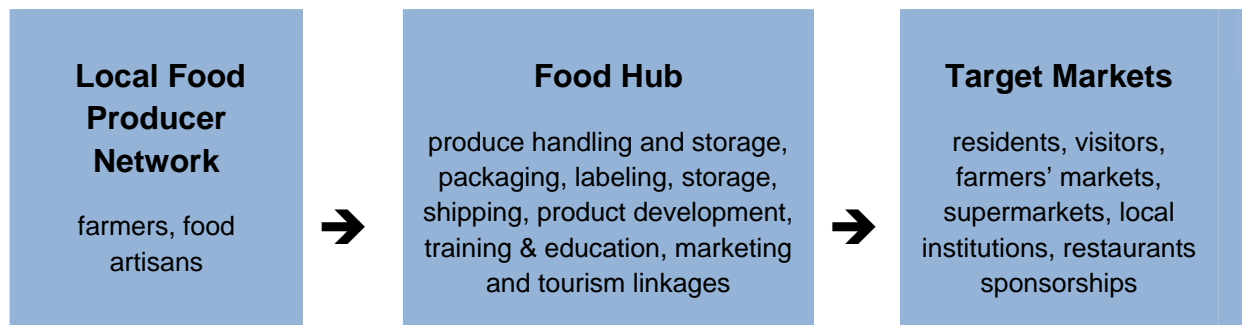 Local Food
Producer
Network
farmers, food
artisans
➔
Food Hub
produce handling and storage,
packaging, labeling, storage,
shipping, product development,
training & education, marketing
and tourism linkages
➔
Target Markets
residents, visitors,
farmers’ markets,
supermarkets, local
institutions, restaurants
sponsorships